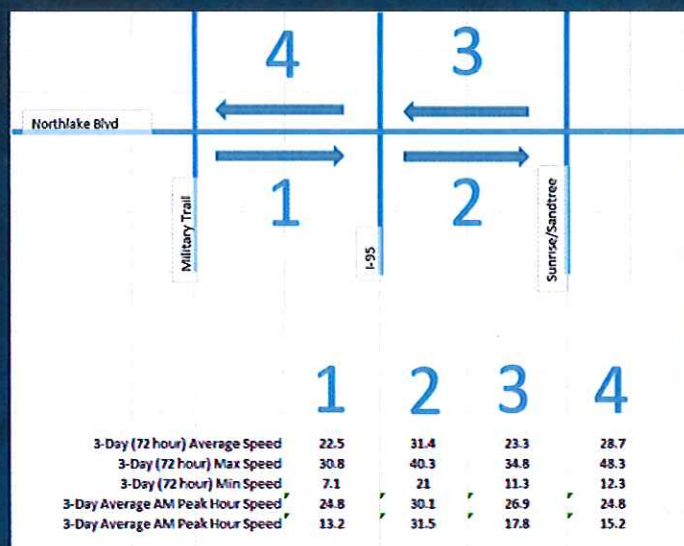 4 3
Northlake Blvd
1 2
Military Trail
I-95
Sunrise/Sandtree
1 2 3 4
3-Day (72 hour) Average Speed 22.5 31.4 23.3 28.7
3-Day (72 hour) Max Speed 30.8 40.3 34.8 48.3
3-Day (72 hour) Min Speed 7.1 21 11.3 12.3
3-Day Average AM Peak Hour Speed 24.8 30.1 26.9 24.8
3-Day Average AM Peak Hour Speed 13.2 31.5 17.8 15.2